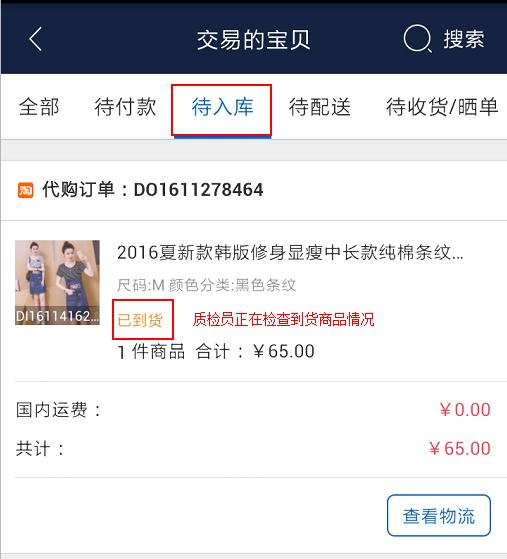 交易的宝贝 搜索
全部 待付款 待入库 待配送 待收货/晒单
淘 代购订单：DO1611278464
2016夏新款韩版修身显瘦中长款纯棉条纹...
尺码:M 颜色分类:黑色条纹
DI16114162...
已到货 质检员正在检查到货商品情况
1 件商品 合计：￥65.00
国内运费： ￥0.00
共计： ￥65.00
查看物流